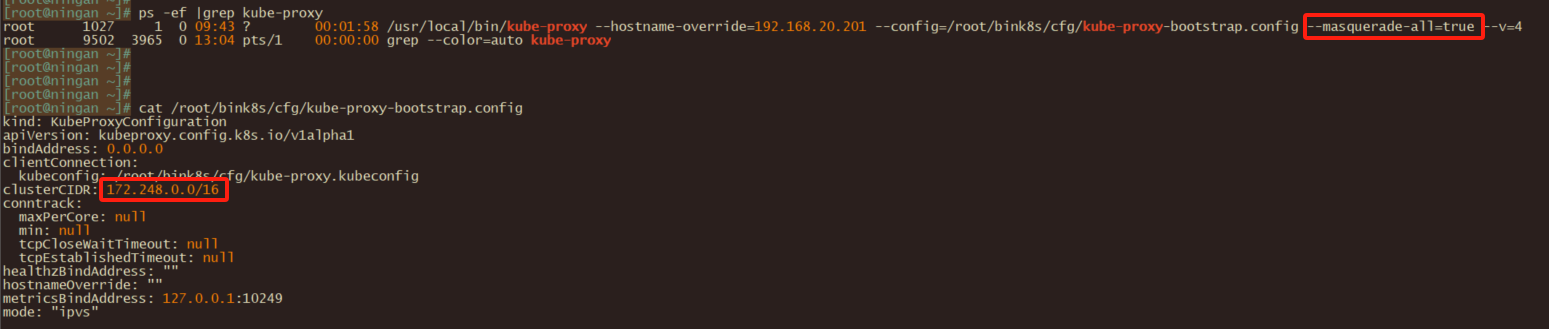 [root@ningan ~]# ps -ef |grep kube-proxy
root 1027 1 0 09:43 ? 00:01:58 /usr/local/bin/kube-proxy --hostname-override=192.168.20.201 --config=/root/bink8s/cfg/kube-proxy-bootstrap.config --masquerade-all=true --v=4
root 9502 3965 0 13:04 pts/1 00:00:00 grep --color=auto kube-proxy
[root@ningan ~]#
[root@ningan ~]#
[root@ningan ~]#
[root@ningan ~]#
[root@ningan ~]# cat /root/bink8s/cfg/kube-proxy-bootstrap.config
kind: KubeProxyConfiguration
apiVersion: kubeproxy.config.k8s.io/v1alpha1
bindAddress: 0.0.0.0
clientConnection:
  kubeconfig: /root/bink8s/cfg/kube-proxy.kubeconfig
clusterCIDR: 172.248.0.0/16
conntrack:
  maxPerCore: null
  min: null
  tcpCloseWaitTimeout: null
  tcpEstablishedTimeout: null
healthzBindAddress: ""
hostnameOverride: ""
metricsBindAddress: 127.0.0.1:10249
mode: "ipvs"